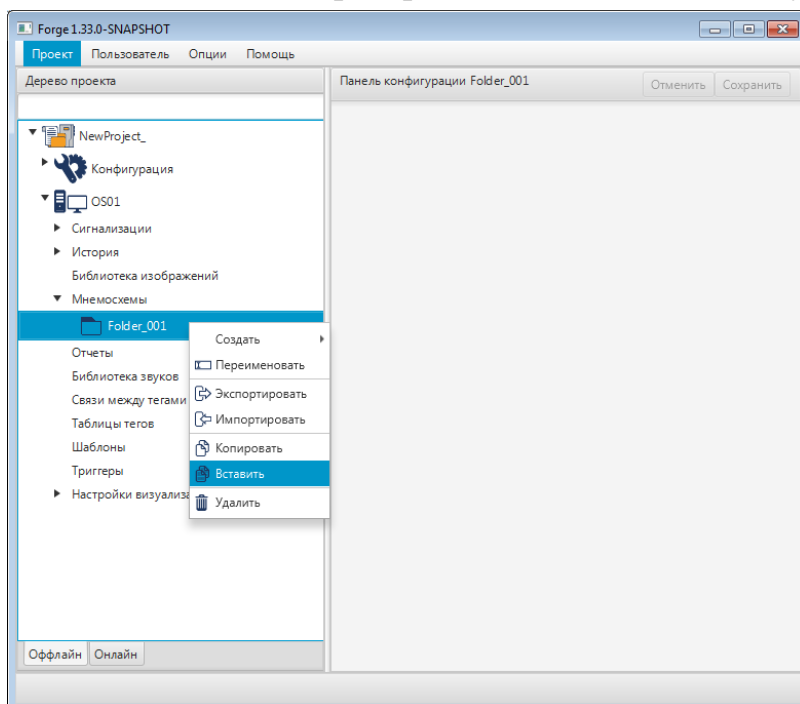 Forge 1.33.0-SNAPSHOT
Проект Пользователь Опции Помощь
Дерево проекта
Панель конфигурации Folder_001
Отменить Сохранить
NewProject_
Конфигурация
OS01
Сигнализации
История
Библиотека изображений
Мнемосхемы
Folder_001
Создать
Переименовать
Экспортировать
Импортировать
Копировать
Вставить
Удалить
Отчеты
Библиотека звуков
Связи между тегами
Таблицы тегов
Шаблоны
Триггеры
Настройки визуализа
Оффлайн Онлайн